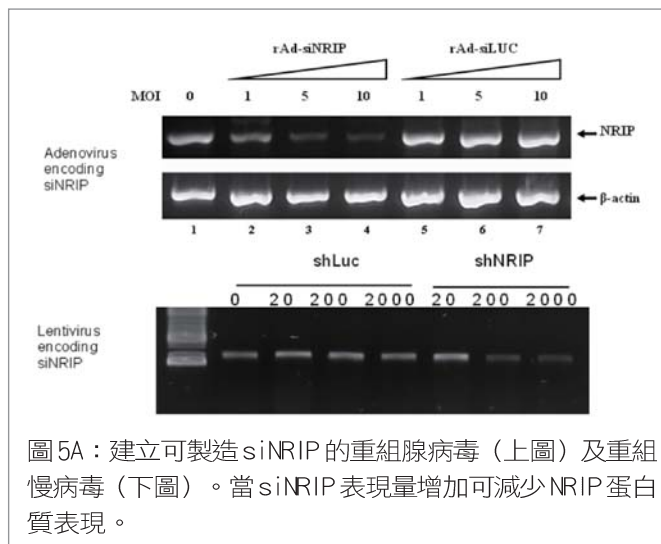 rAd-siNRIP rAd-siLUC
MOI 0 1 5 10 1 5 10
Adenovirus
encoding
siNRIP
NRIP
β-actin
1 2 3 4 5 6 7
shLuc shNRIP
0 20 200 2000 20 200 2000
Lentivirus
encoding
siNRIP
圖5A：建立可製造siNRIP的重組腺病毒（上圖）及重組
慢病毒（下圖）。當siNRIP表現量增加可減少NRIP蛋白
質表現。